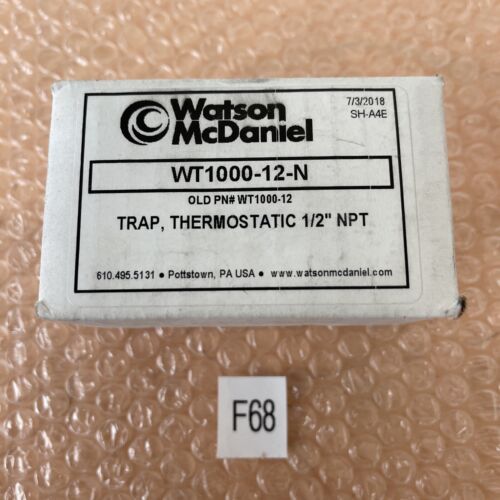 Watson
McDaniel
7/3/2018
SH-A4E
WT1000-12-N
OLD PN# WT1000-12
TRAP, THERMOSTATIC 1/2" NPT
610.495.5131 ● Pottstown, PA USA ● www.watsonmcdaniel.com
F68